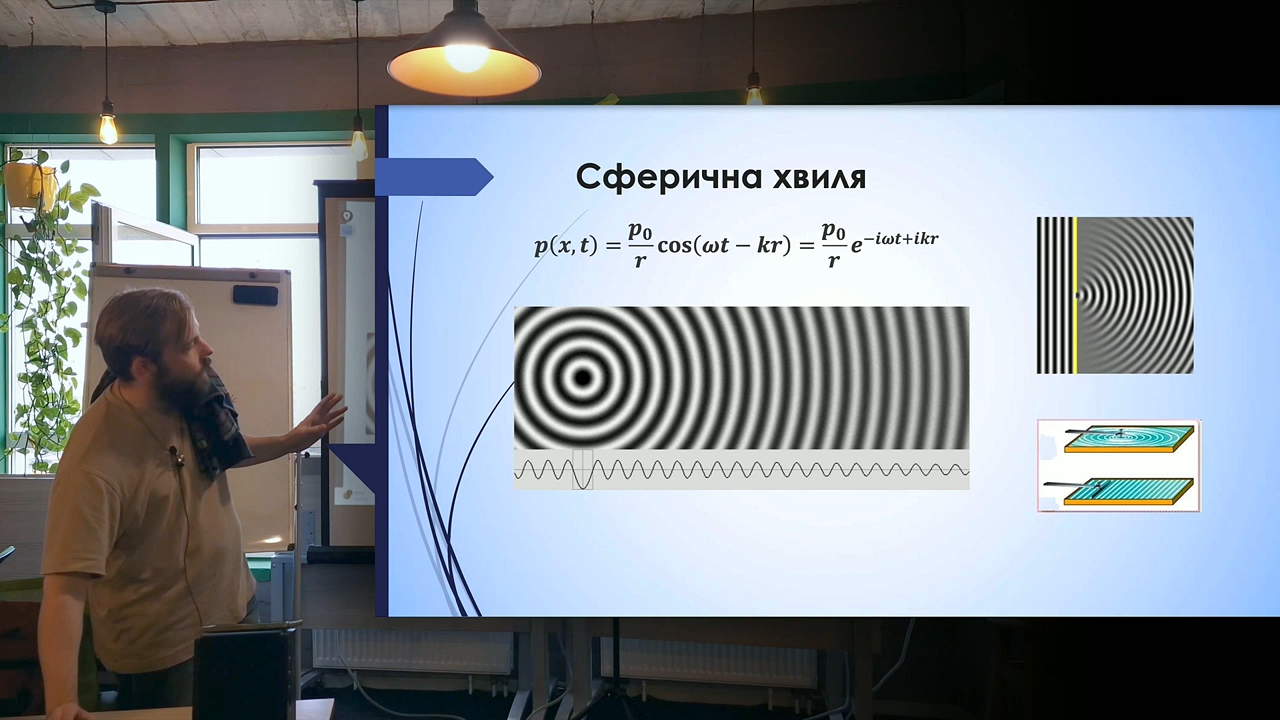 Сферична хвиля
p(x, t) = p₀/r cos(ωt − kr) = p₀/r e^(−iωt+ikr)